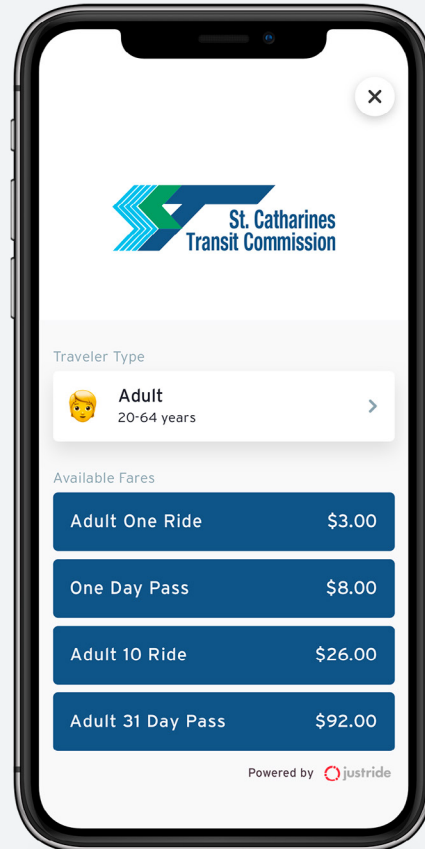 St. Catharines
Transit Commission
Traveler Type
Adult
20-64 years
Available Fares
Adult One Ride $3.00
One Day Pass $8.00
Adult 10 Ride $26.00
Adult 31 Day Pass $92.00
Powered by justride